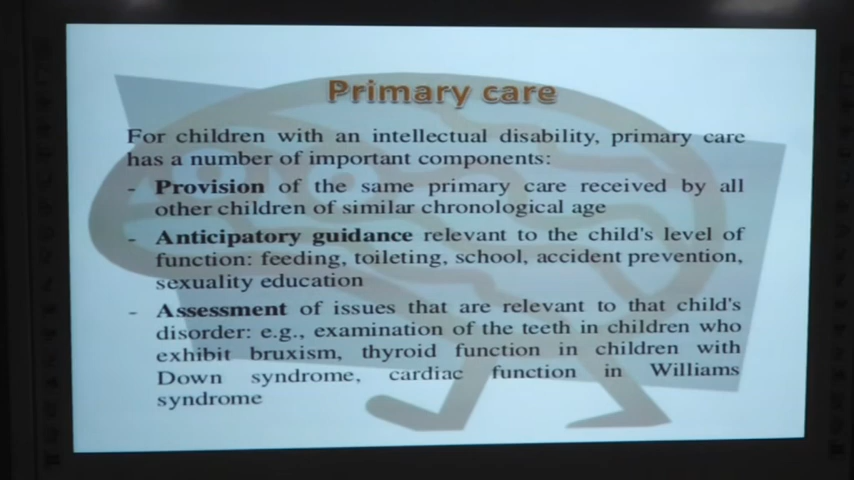 Primary care
For children with an intellectual disability, primary care
has a number of important components:
- Provision of the same primary care received by all
other children of similar chronological age
- Anticipatory guidance relevant to the child's level of
function: feeding, toileting, school, accident prevention,
sexuality education
- Assessment of issues that are relevant to that child's
disorder: e.g., examination of the teeth in children who
exhibit bruxism, thyroid function in children with
Down syndrome, cardiac function in Williams
syndrome